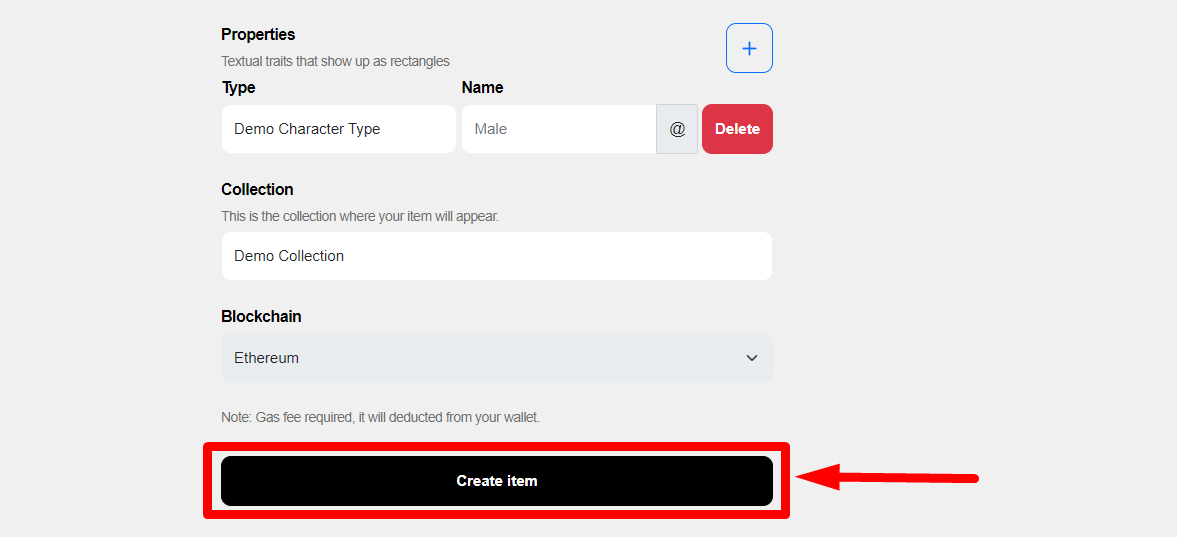 Properties
Textual traits that show up as rectangles
Type Name
Demo Character Type Male @ Delete
Collection
This is the collection where your item will appear.
Demo Collection
Blockchain
Ethereum
Note: Gas fee required, it will deducted from your wallet.
Create item